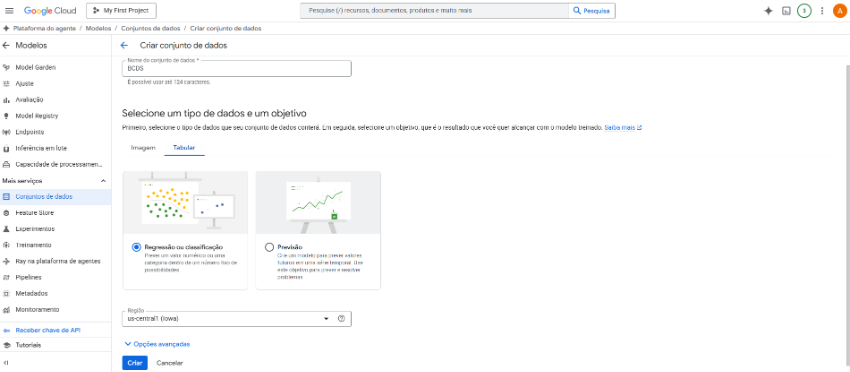 Google Cloud
My First Project
Pesquise (/) recursos, documentos, produtos e muito mais
Pesquisa
3
A
Plataforma do agente / Modelos / Conjuntos de dados / Criar conjunto de dados
Modelos
Criar conjunto de dados
Model Garden
Ajuste
Avaliação
Model Registry
Endpoints
Inferência em lote
Capacidade de processamen...
Mais serviços
Conjuntos de dados
Feature Store
Experimentos
Treinamento
Ray na plataforma de agentes
Pipelines
Metadados
Monitoramento
Receber chave de API
Tutoriais
Nome do conjunto de dados *
BCDS
É possível usar até 124 caracteres.
Selecione um tipo de dados e um objetivo
Primeiro, selecione o tipo de dados que seu conjunto de dados conterá. Em seguida, selecione um objetivo, que é o resultado que você quer alcançar com o modelo treinado. Saiba mais
Imagem
Tabular
Regressão ou classificação
Prever um valor numérico ou uma
categoria dentro de um número fixo de
possibilidades
Previsão
Crie um modelo para prever valores
futuros em uma série temporal. Use
este objetivo para prever e resolver
problemas
Região
us-central1 (Iowa)
Opções avançadas
Criar
Cancelar